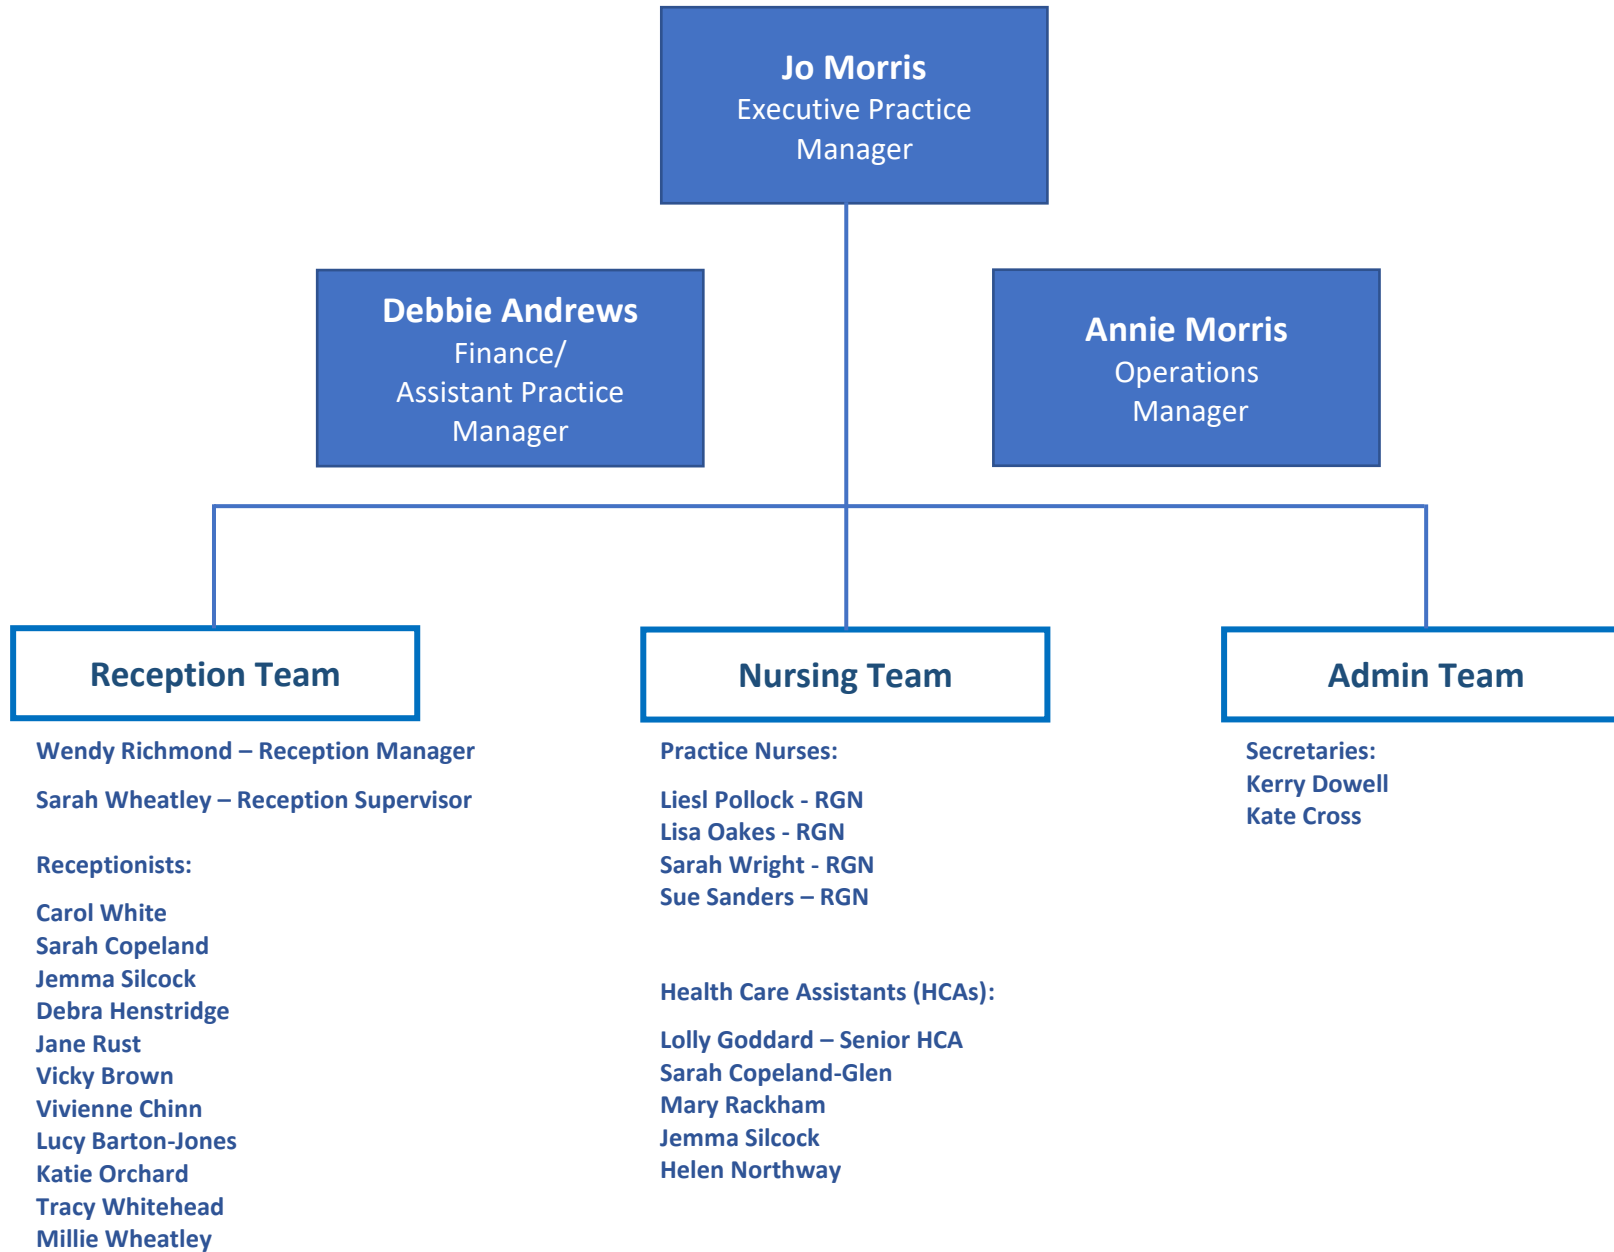 Jo Morris
Executive Practice
Manager
Debbie Andrews
Finance/
Assistant Practice
Manager
Annie Morris
Operations
Manager
Reception Team
Wendy Richmond – Reception Manager
Sarah Wheatley – Reception Supervisor
Receptionists:
Carol White
Sarah Copeland
Jemma Silcock
Debra Henstridge
Jane Rust
Vicky Brown
Vivienne Chinn
Lucy Barton-Jones
Katie Orchard
Tracy Whitehead
Millie Wheatley
Nursing Team
Practice Nurses:
Liesl Pollock - RGN
Lisa Oakes - RGN
Sarah Wright - RGN
Sue Sanders – RGN
Health Care Assistants (HCAs):
Lolly Goddard – Senior HCA
Sarah Copeland-Glen
Mary Rackham
Jemma Silcock
Helen Northway
Admin Team
Secretaries:
Kerry Dowell
Kate Cross